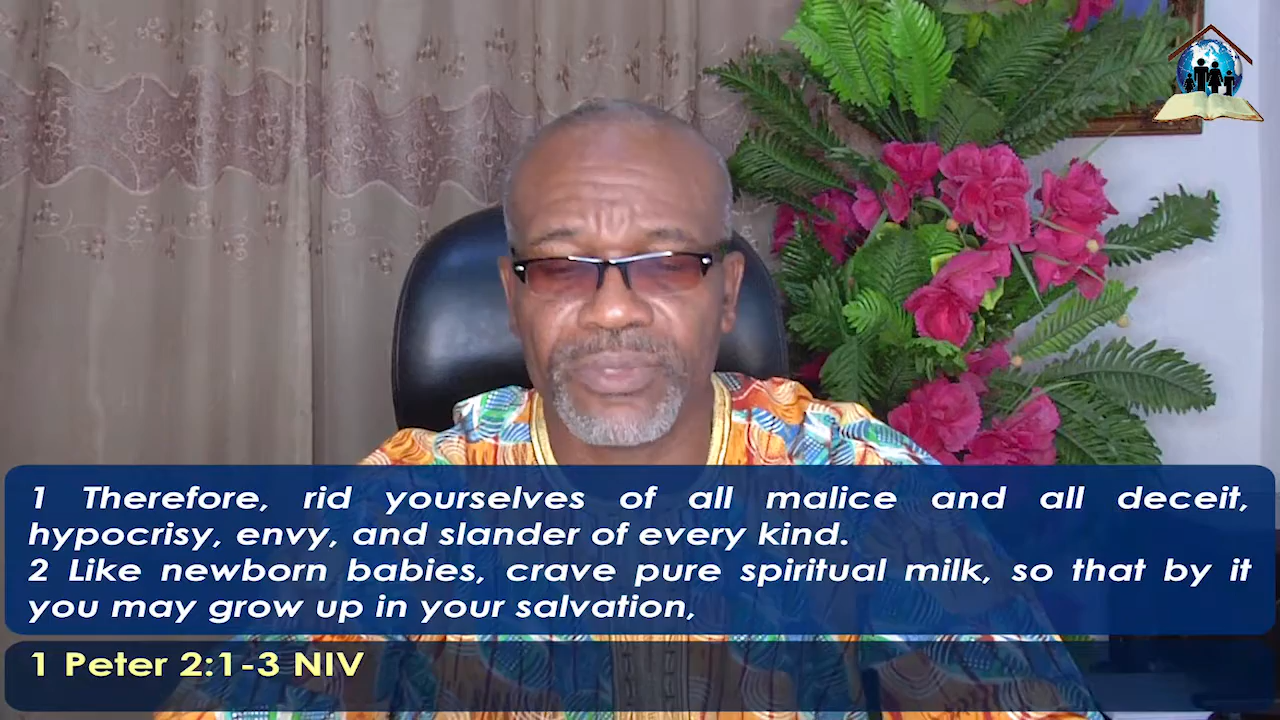 1 Therefore, rid yourselves of all malice and all deceit,
hypocrisy, envy, and slander of every kind.
2 Like newborn babies, crave pure spiritual milk, so that by it
you may grow up in your salvation,
1 Peter 2:1-3 NIV